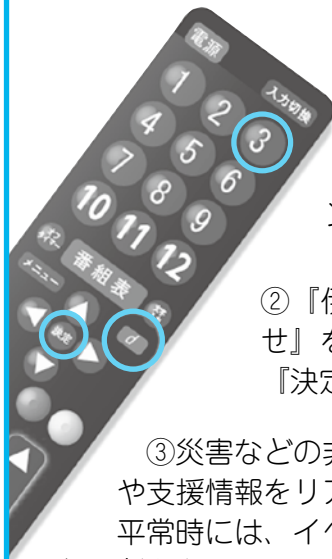 電源
入力切換
1 2 3
4 5 6
7 8 9
10 11 12
番組表
メニュー
決定
d
②『
せ』を
『決定
③災害などの非
や支援情報をリア
平常時には、イベ